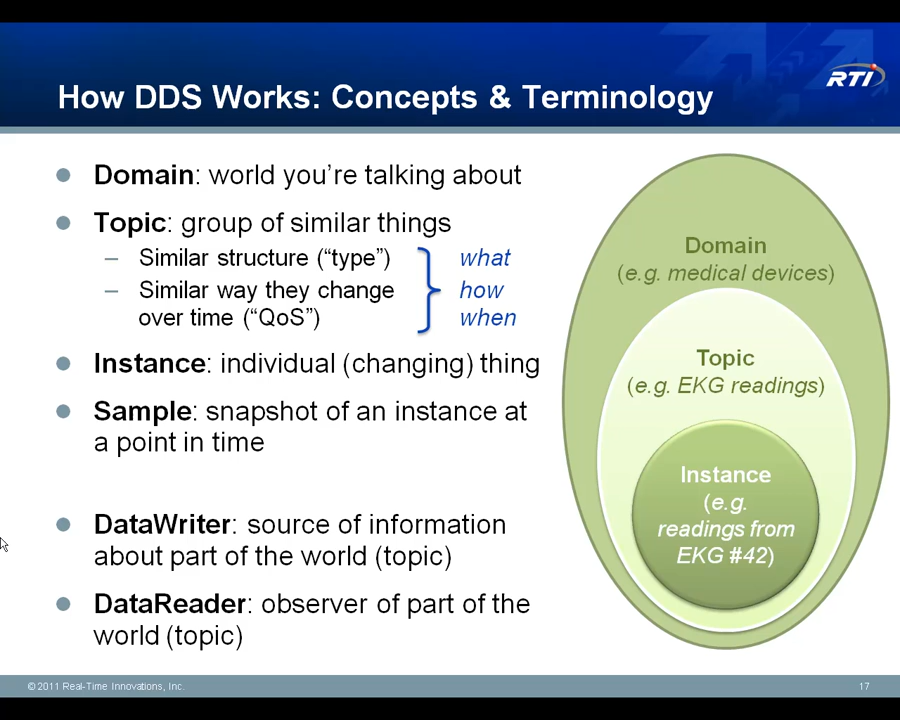 How DDS Works: Concepts & Terminology
RTI
Domain: world you're talking about
Topic: group of similar things
– Similar structure (“type”)
– Similar way they change
over time (“QoS”)
what
how
when
Instance: individual (changing) thing
Sample: snapshot of an instance at
a point in time
DataWriter: source of information
about part of the world (topic)
DataReader: observer of part of the
world (topic)
Domain
(e.g. medical devices)
Topic
(e.g. EKG readings)
Instance
(e.g.
readings from
EKG #42)
© 2011 Real-Time Innovations, Inc.
17